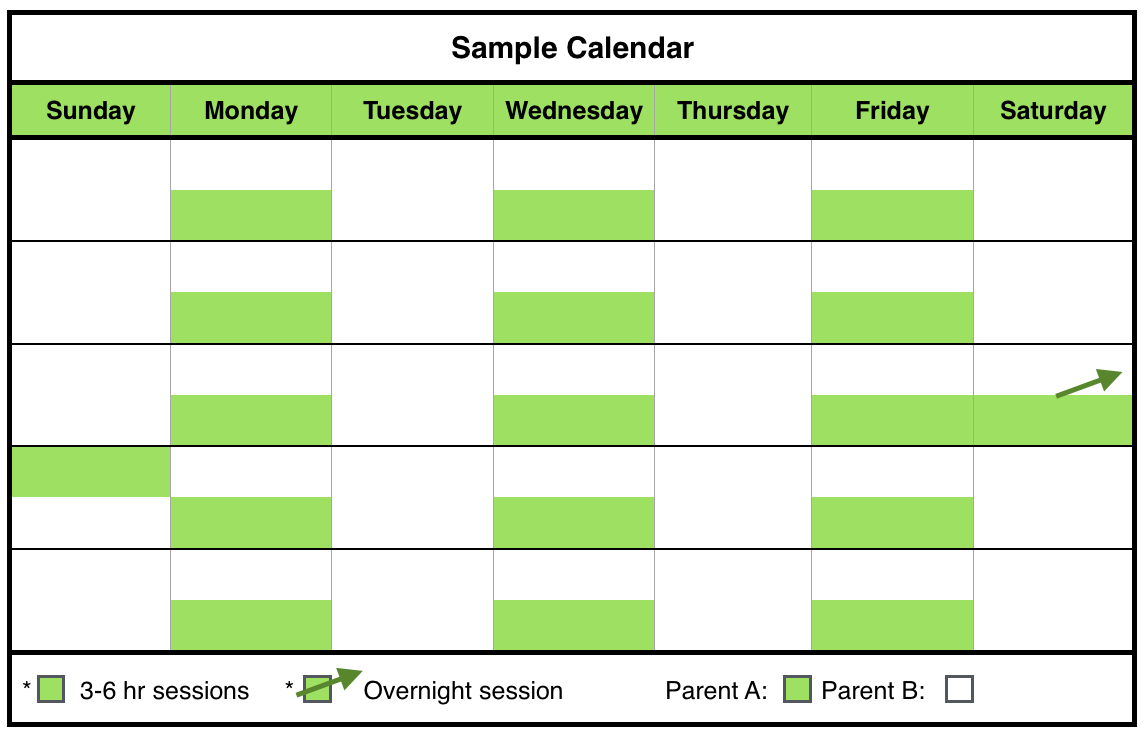 Sample Calendar
Sunday Monday Tuesday Wednesday Thursday Friday Saturday
* 3-6 hr sessions * Overnight session Parent A: Parent B: